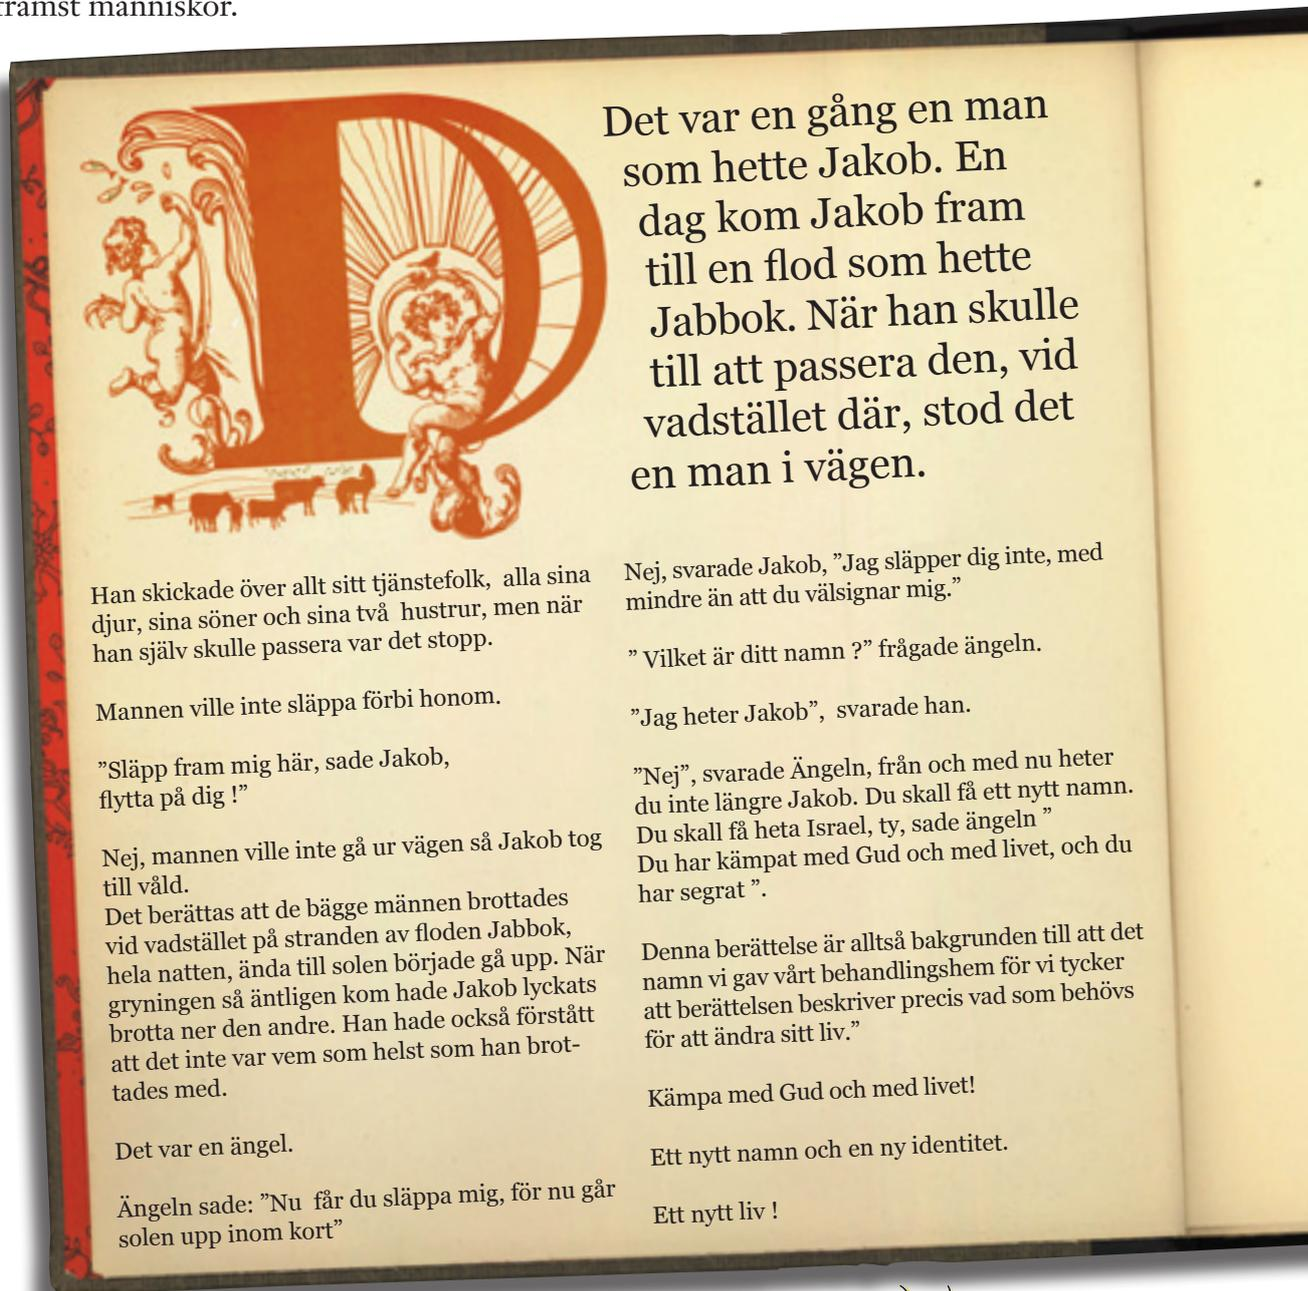 främst människor.
Det var en gång en man
som hette Jakob. En
dag kom Jakob fram
till en flod som hette
Jabbok. När han skulle
till att passera den, vid
vadstället där, stod det
en man i vägen.
Han skickade över allt sitt tjänstefolk,  alla sina
djur, sina söner och sina två  hustrur, men när
han själv skulle passera var det stopp.
Mannen ville inte släppa förbi honom.
”Släpp fram mig här, sade Jakob,
flytta på dig !”
Nej, mannen ville inte gå ur vägen så Jakob tog
till våld.
Det berättas att de bägge männen brottades
vid vadstället på stranden av floden Jabbok,
hela natten, ända till solen började gå upp. När
gryningen så äntligen kom hade Jakob lyckats
brotta ner den andre. Han hade också förstått
att det inte var vem som helst som han brot-
tades med.
Det var en ängel.
Ängeln sade: ”Nu  får du släppa mig, för nu går
solen upp inom kort”
Nej, svarade Jakob, ”Jag släpper dig inte, med
mindre än att du välsignar mig.”
” Vilket är ditt namn ?” frågade ängeln.
”Jag heter Jakob”,  svarade han.
”Nej”, svarade Ängeln, från och med nu heter
du inte längre Jakob. Du skall få ett nytt namn.
Du skall få heta Israel, ty, sade ängeln ”
Du har kämpat med Gud och med livet, och du
har segrat ”.
Denna berättelse är alltså bakgrunden till att det
namn vi gav vårt behandlingshem för vi tycker
att berättelsen beskriver precis vad som behövs
för att ändra sitt liv.”
Kämpa med Gud och med livet!
Ett nytt namn och en ny identitet.
Ett nytt liv !